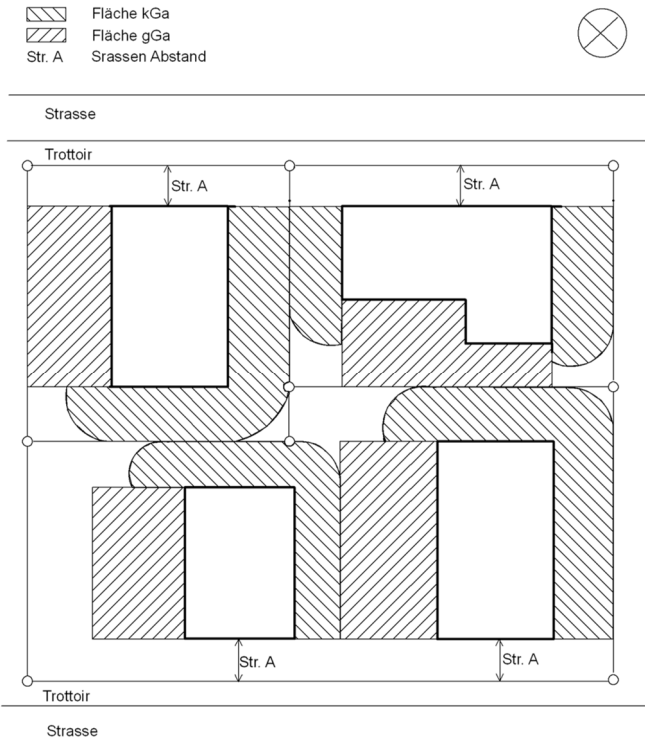 Fläche kGa
Fläche gGa
Str. A Srassen Abstand
Strasse
Trottoir
Str. A
Str. A
Str. A
Str. A
Trottoir
Strasse